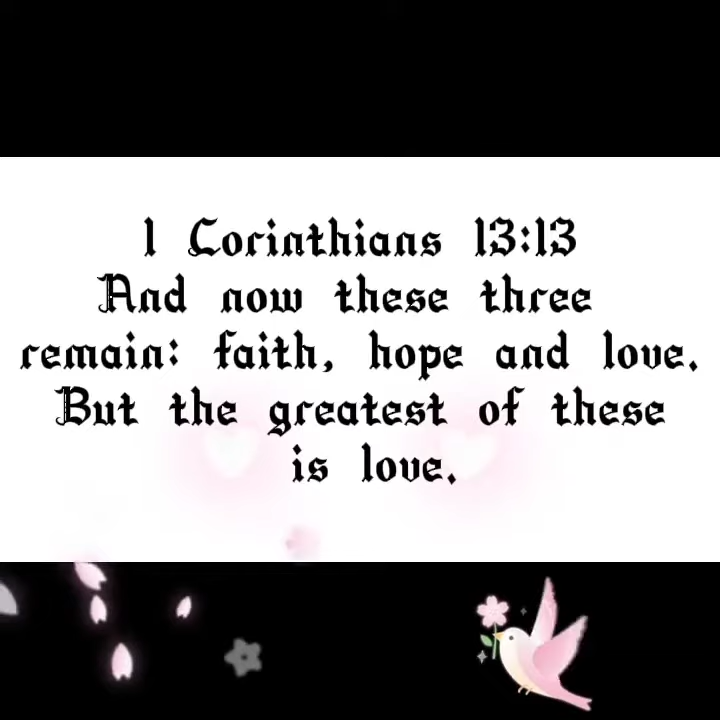 1 Corinthians 13:13
And now these three
remain: faith, hope and love.
But the greatest of these
is love.